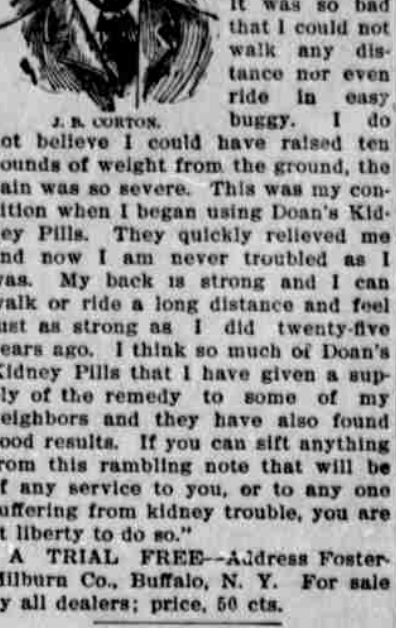 It was so bad
that I could not
walk any dis-
tance nor even
ride in easy
J. B. CORTON.
buggy. I do
ot believe I could have raised ten
ounds of weight from the ground, the
ain was so severe. This was my con-
ition when I began using Doan's Kid-
ey Pills. They quickly relieved me
nd now I am never troubled as I
vas. My back is strong and I can
valk or ride a long distance and feel
ust as strong as I did twenty-five
ears ago. I think so much of Doan's
Kidney Pills that I have given a sup-
ly of the remedy to some of my
eighbors and they have also found
ood results. If you can sift anything
rom this rambling note that will be
f any service to you, or to any one
uffering from kidney trouble, you are
t liberty to do so."
A TRIAL FREE--Address Foster-
Milburn Co., Buffalo, N. Y. For sale
y all dealers; price, 50 cts.